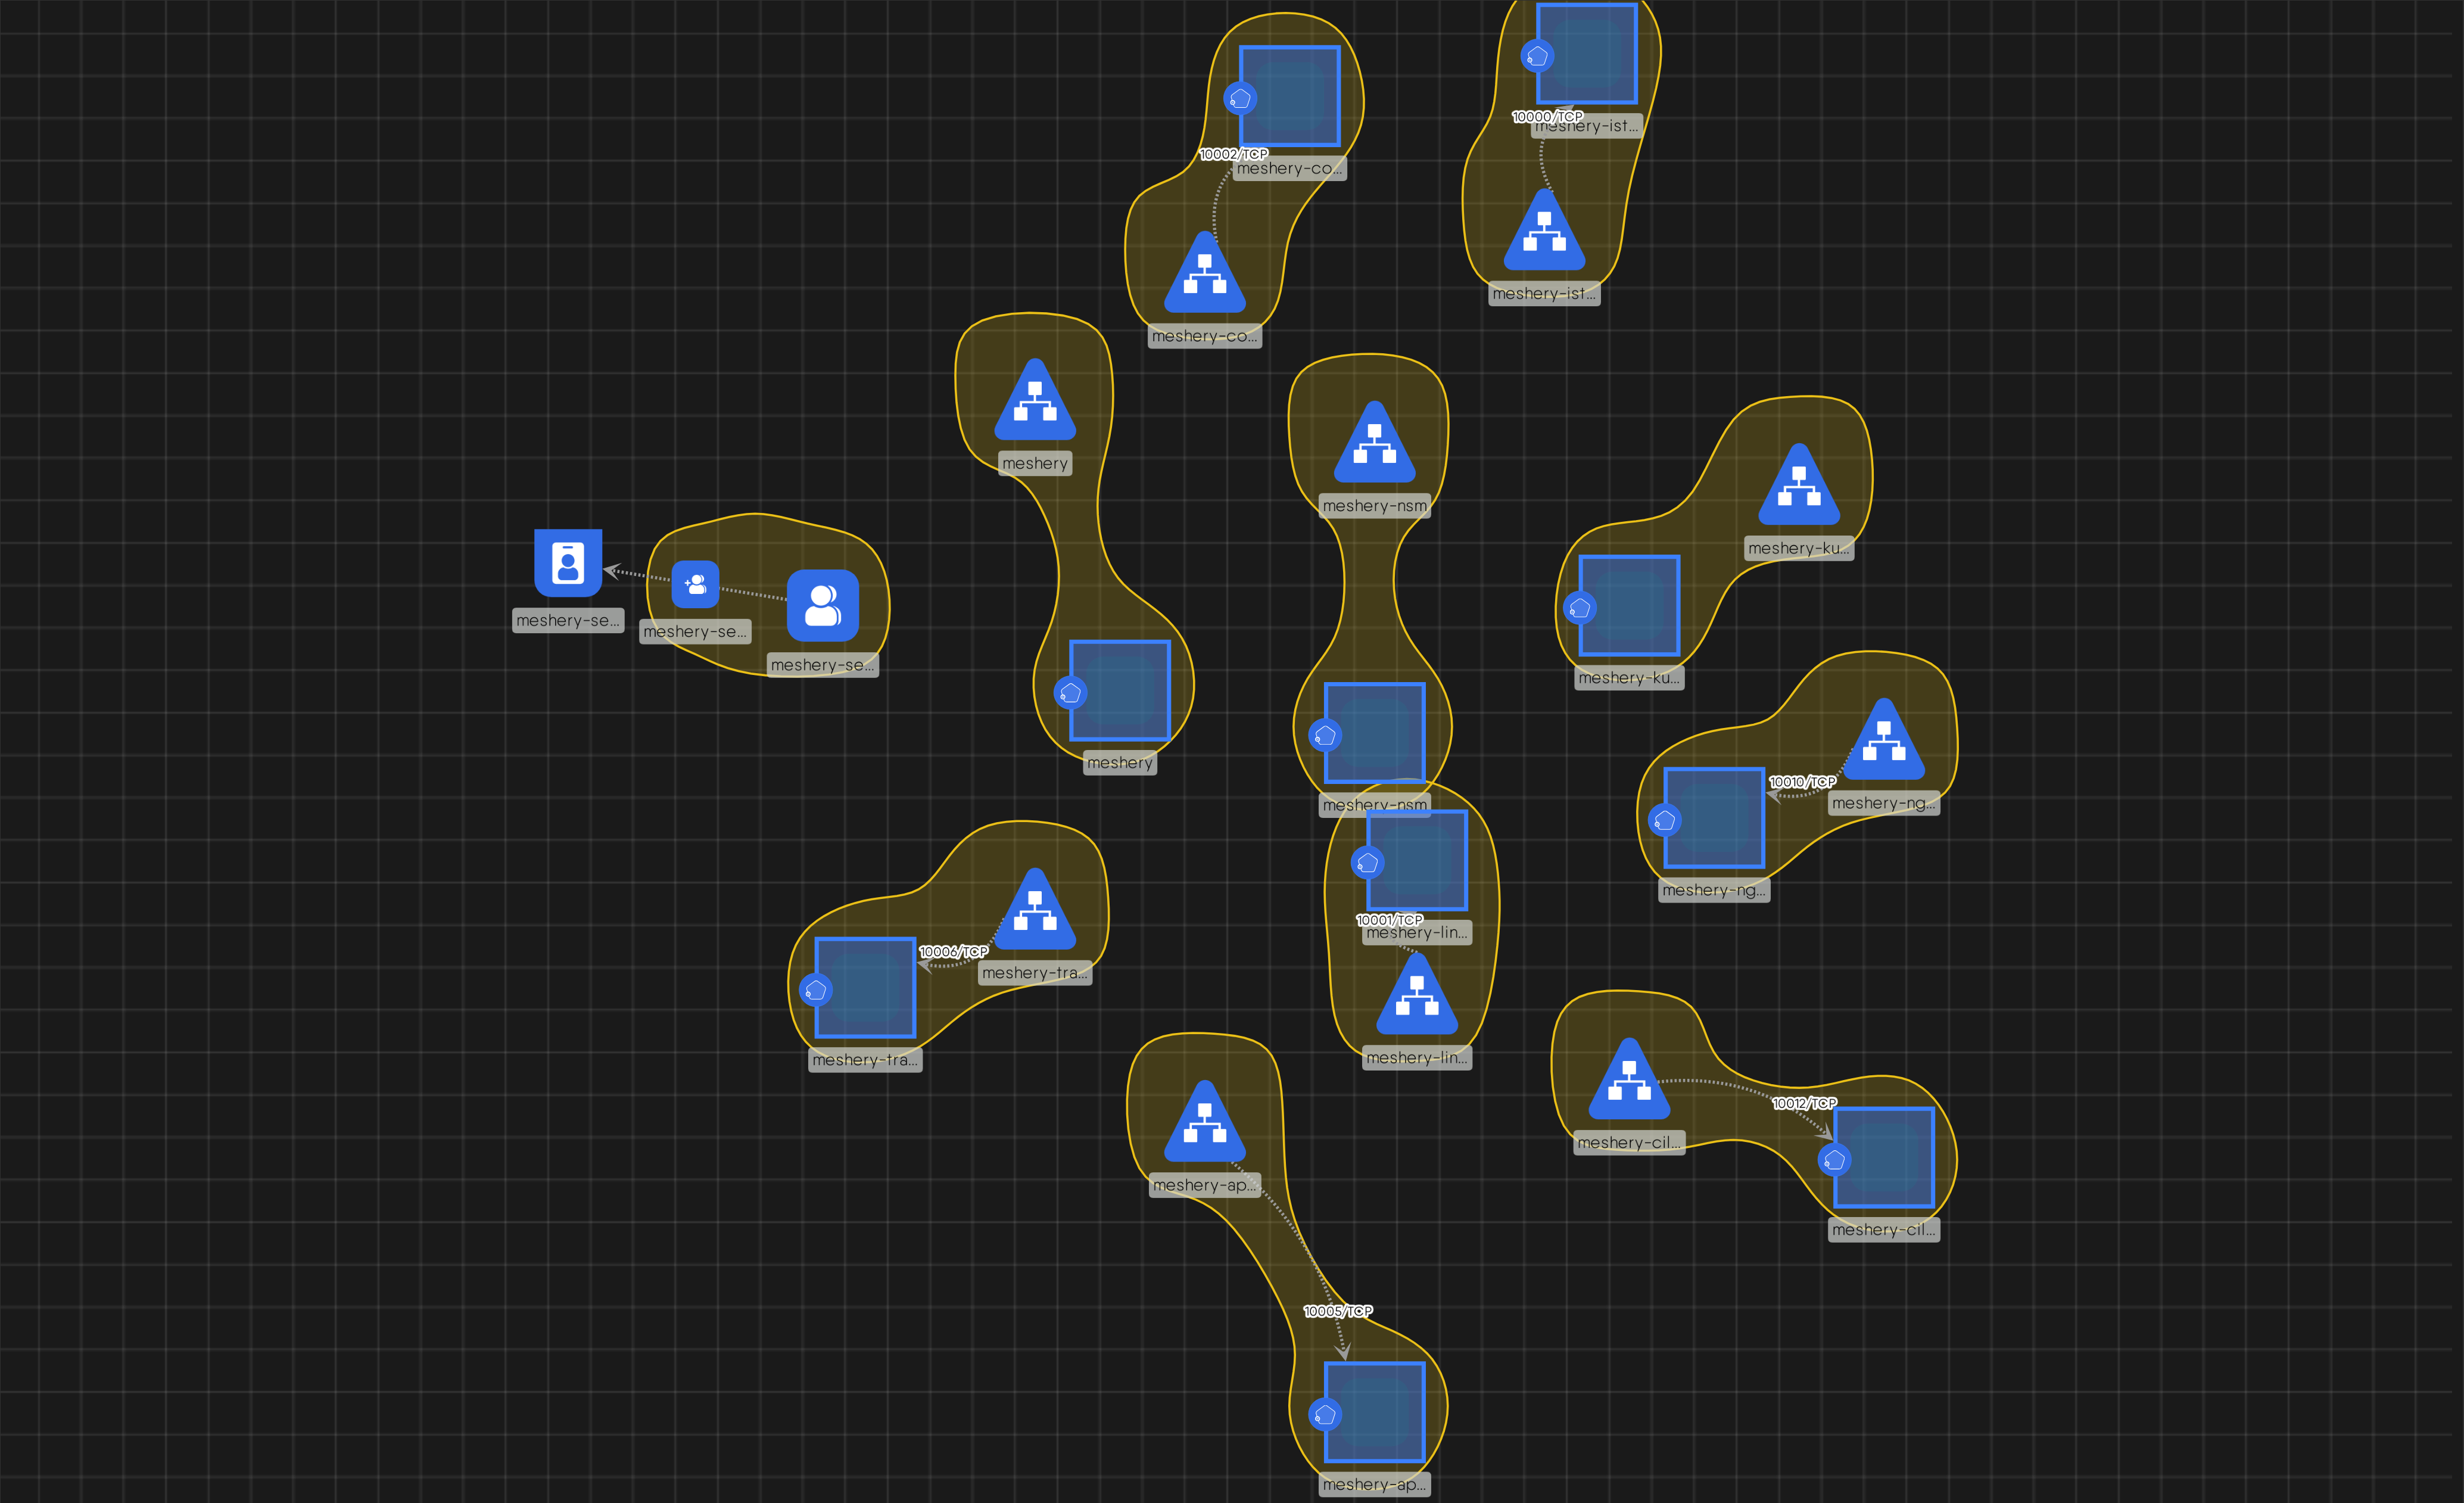 10000/TCP
meshery-ist...
10002/TCP
meshery-co...
meshery-ist...
meshery-co...
meshery
meshery-nsm
meshery-ku...
meshery-se...
meshery-se...
meshery-se...
meshery-ku...
meshery
10010/TCP
meshery-nsm
meshery-ng...
meshery-ng...
10001/TCP
meshery-lin...
10006/TCP
meshery-tra...
meshery-tra...
meshery-lin...
10012/TCP
meshery-cil...
meshery-ap...
meshery-cil...
10005/TCP
meshery-ap...